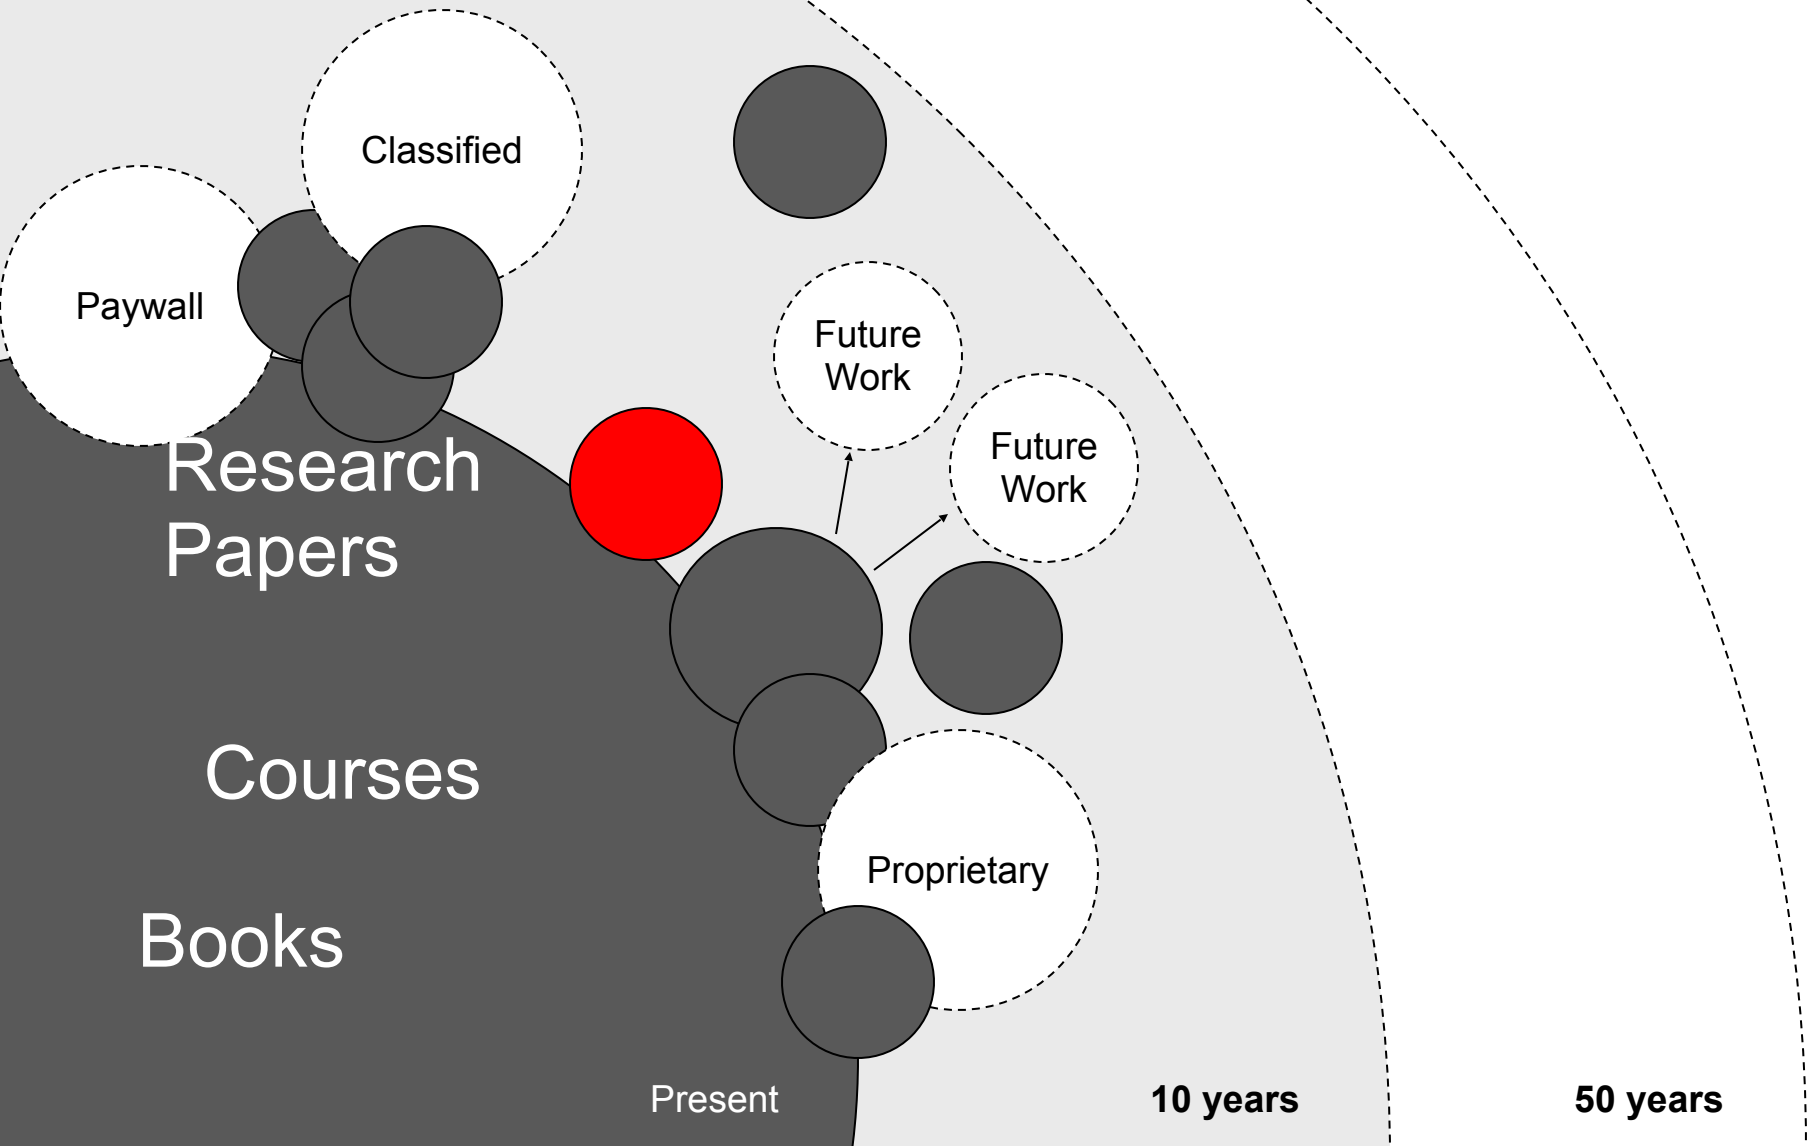 Classified
Paywall
Future
Work
Future
Work
Research
Papers
Courses
Proprietary
Books
Present
10 years
50 years